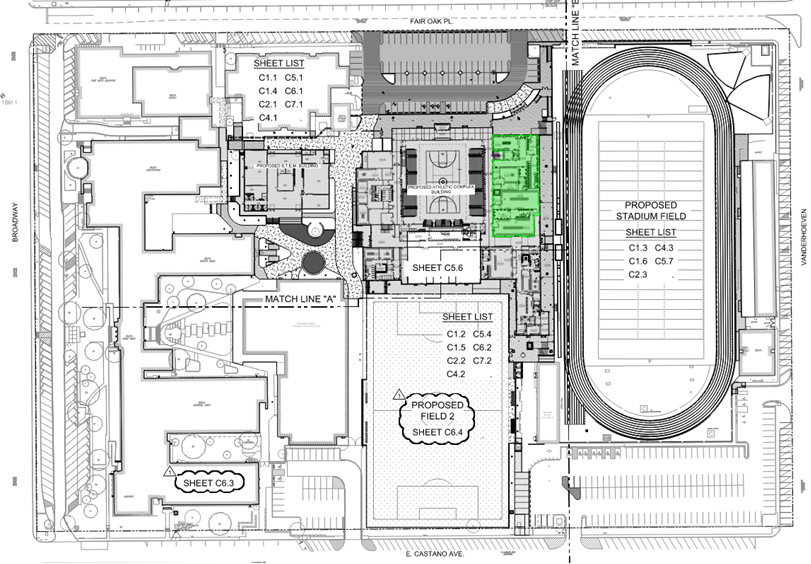 FAIR OAK PL.
MATCH LINE "B"
TBM 1
SHEET LIST
C1.1 C5.1
C1.4 C6.1
C2.1 C7.1
C4.1
PROPOSED S.T.E.M. BUILDING
PROPOSED ATHLETIC COMPLEX
BUILDING
PROPOSED
STADIUM FIELD
SHEET LIST
C1.3 C4.3
C1.6 C5.7
C2.3
BROADWAY
VANDERHOEVEN
SHEET C5.6
MATCH LINE "A"
SHEET LIST
C1.2 C5.4
C1.5 C6.2
C2.2 C7.2
C4.2
1
PROPOSED
FIELD 2
SHEET C6.4
1
SHEET C6.3
E. CASTANO AVE.